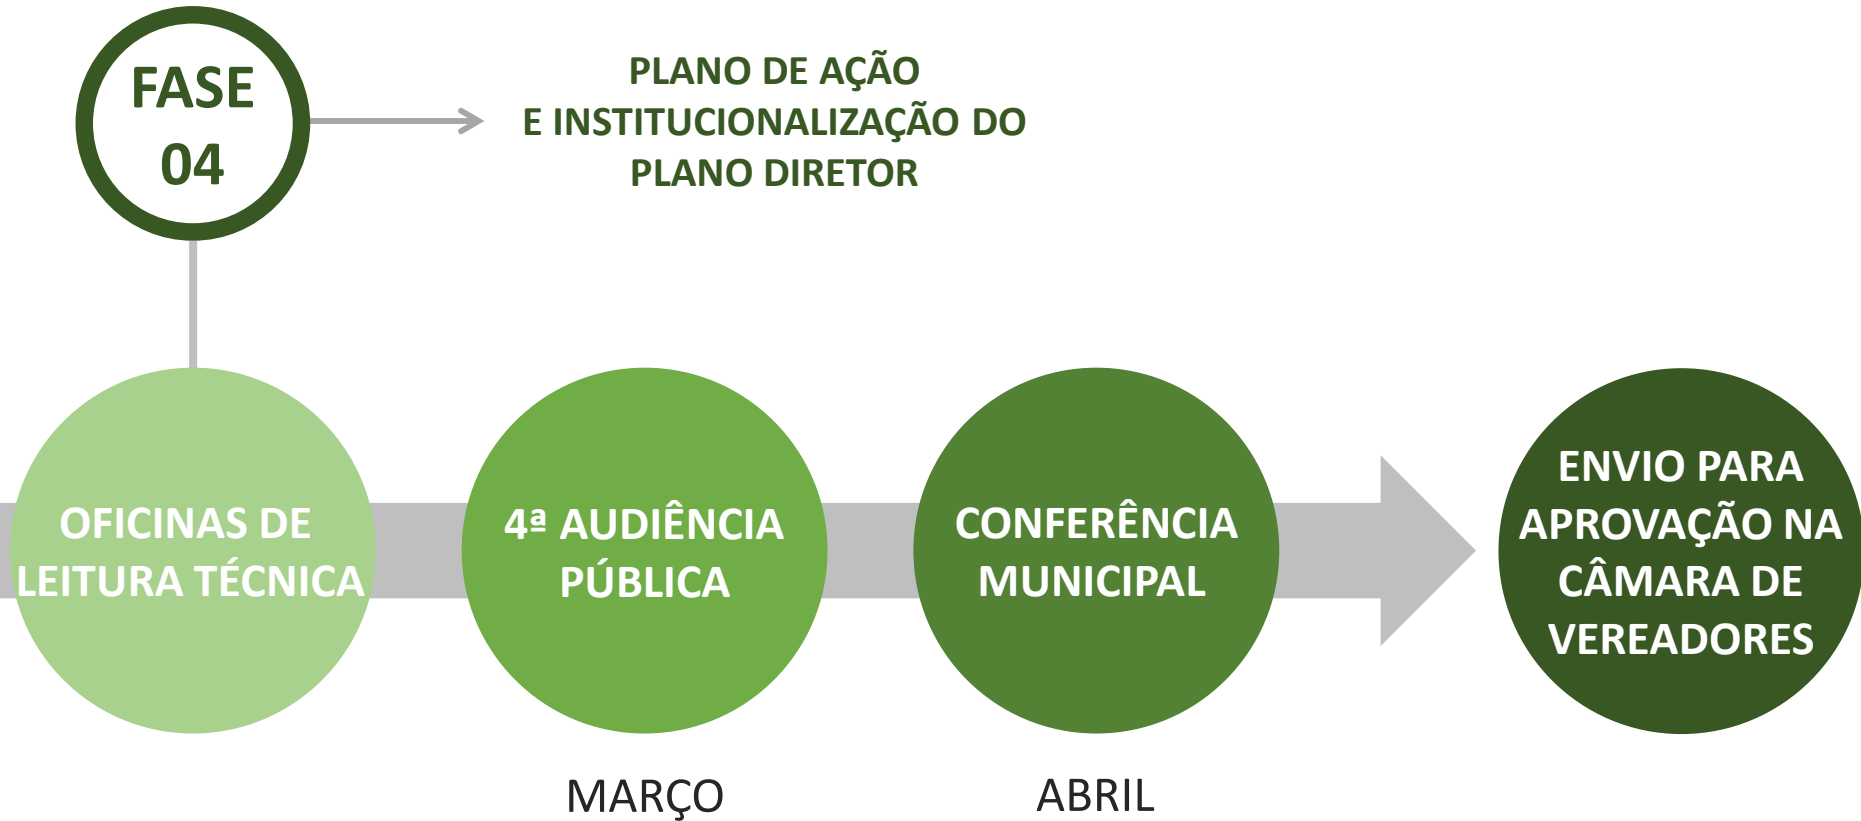 FASE
04
PLANO DE AÇÃO
E INSTITUCIONALIZAÇÃO DO
PLANO DIRETOR
OFICINAS DE
LEITURA TÉCNICA
4ª AUDIÊNCIA
PÚBLICA
CONFERÊNCIA
MUNICIPAL
ENVIO PARA
APROVAÇÃO NA
CÂMARA DE
VEREADORES
MARÇO
ABRIL